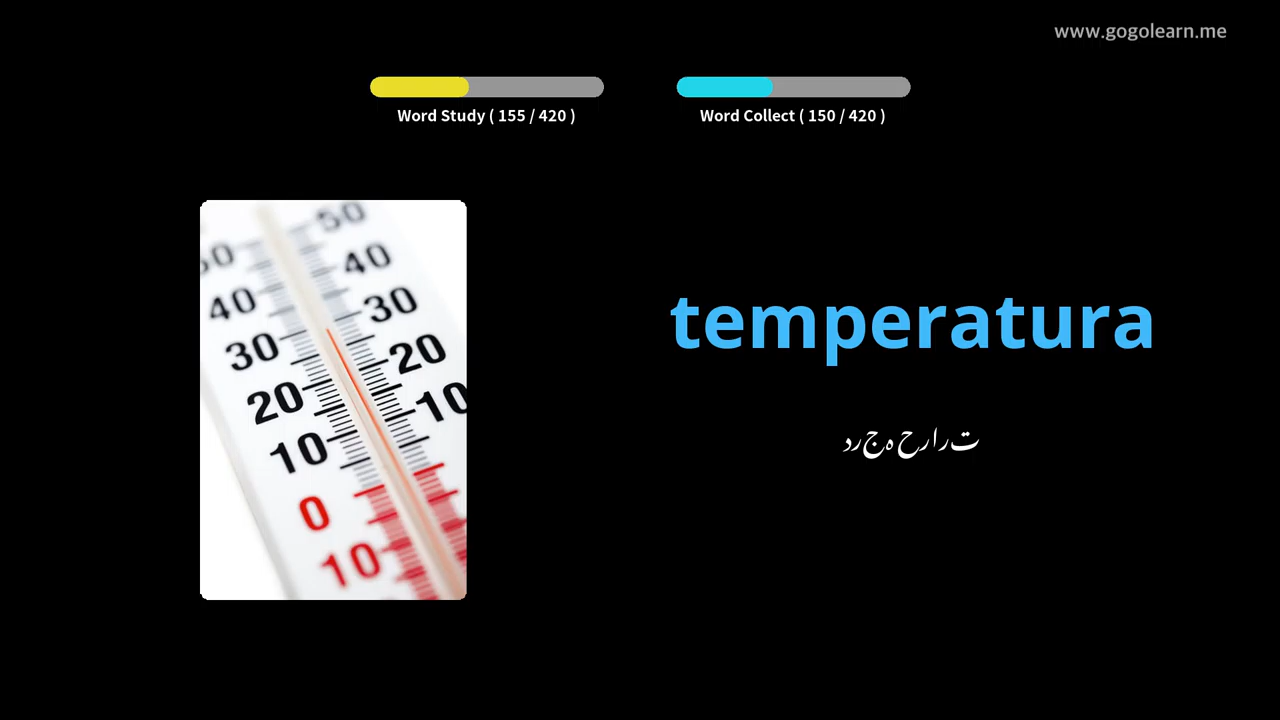 www.gogolearn.me
Word Study ( 155 / 420 )
Word Collect ( 150 / 420 )
50
50
40
40
30
30
20
20
10
10
0
10
temperatura
درجہ حرارت